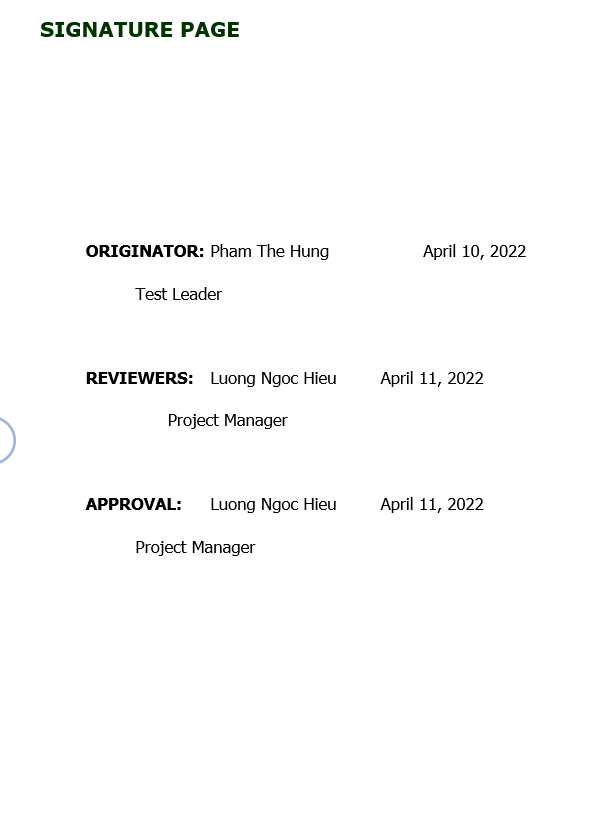 SIGNATURE PAGE
ORIGINATOR: Pham The Hung April 10, 2022
Test Leader
REVIEWERS: Luong Ngoc Hieu April 11, 2022
Project Manager
APPROVAL: Luong Ngoc Hieu April 11, 2022
Project Manager